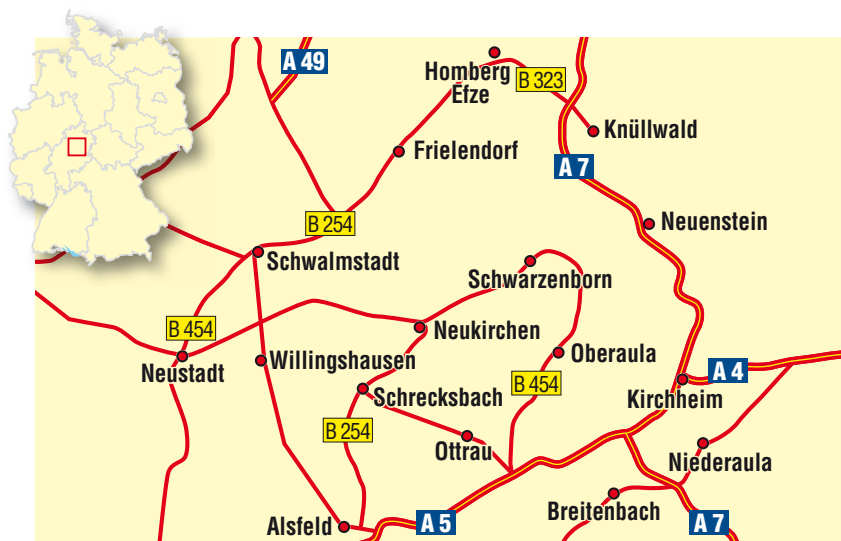 A 49
Homberg
Efze
B 323
Knüllwald
Frielendorf
A 7
B 254
Neuenstein
Schwalmstadt
Schwarzenborn
B 454
Neukirchen
Neustadt
Willingshausen
Oberaula
A 4
Schrecksbach
B 454
Kirchheim
B 254
Ottrau
Niederaula
Breitenbach
Alsfeld
A 5
A 7